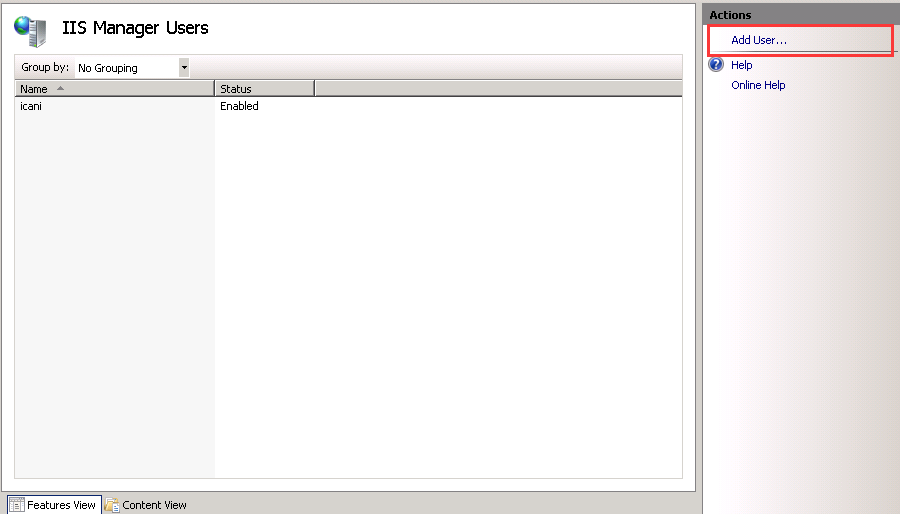 IIS Manager Users
Group by: No Grouping
Name Status
icani Enabled
Features View Content View
Actions
Add User...
Help
Online Help